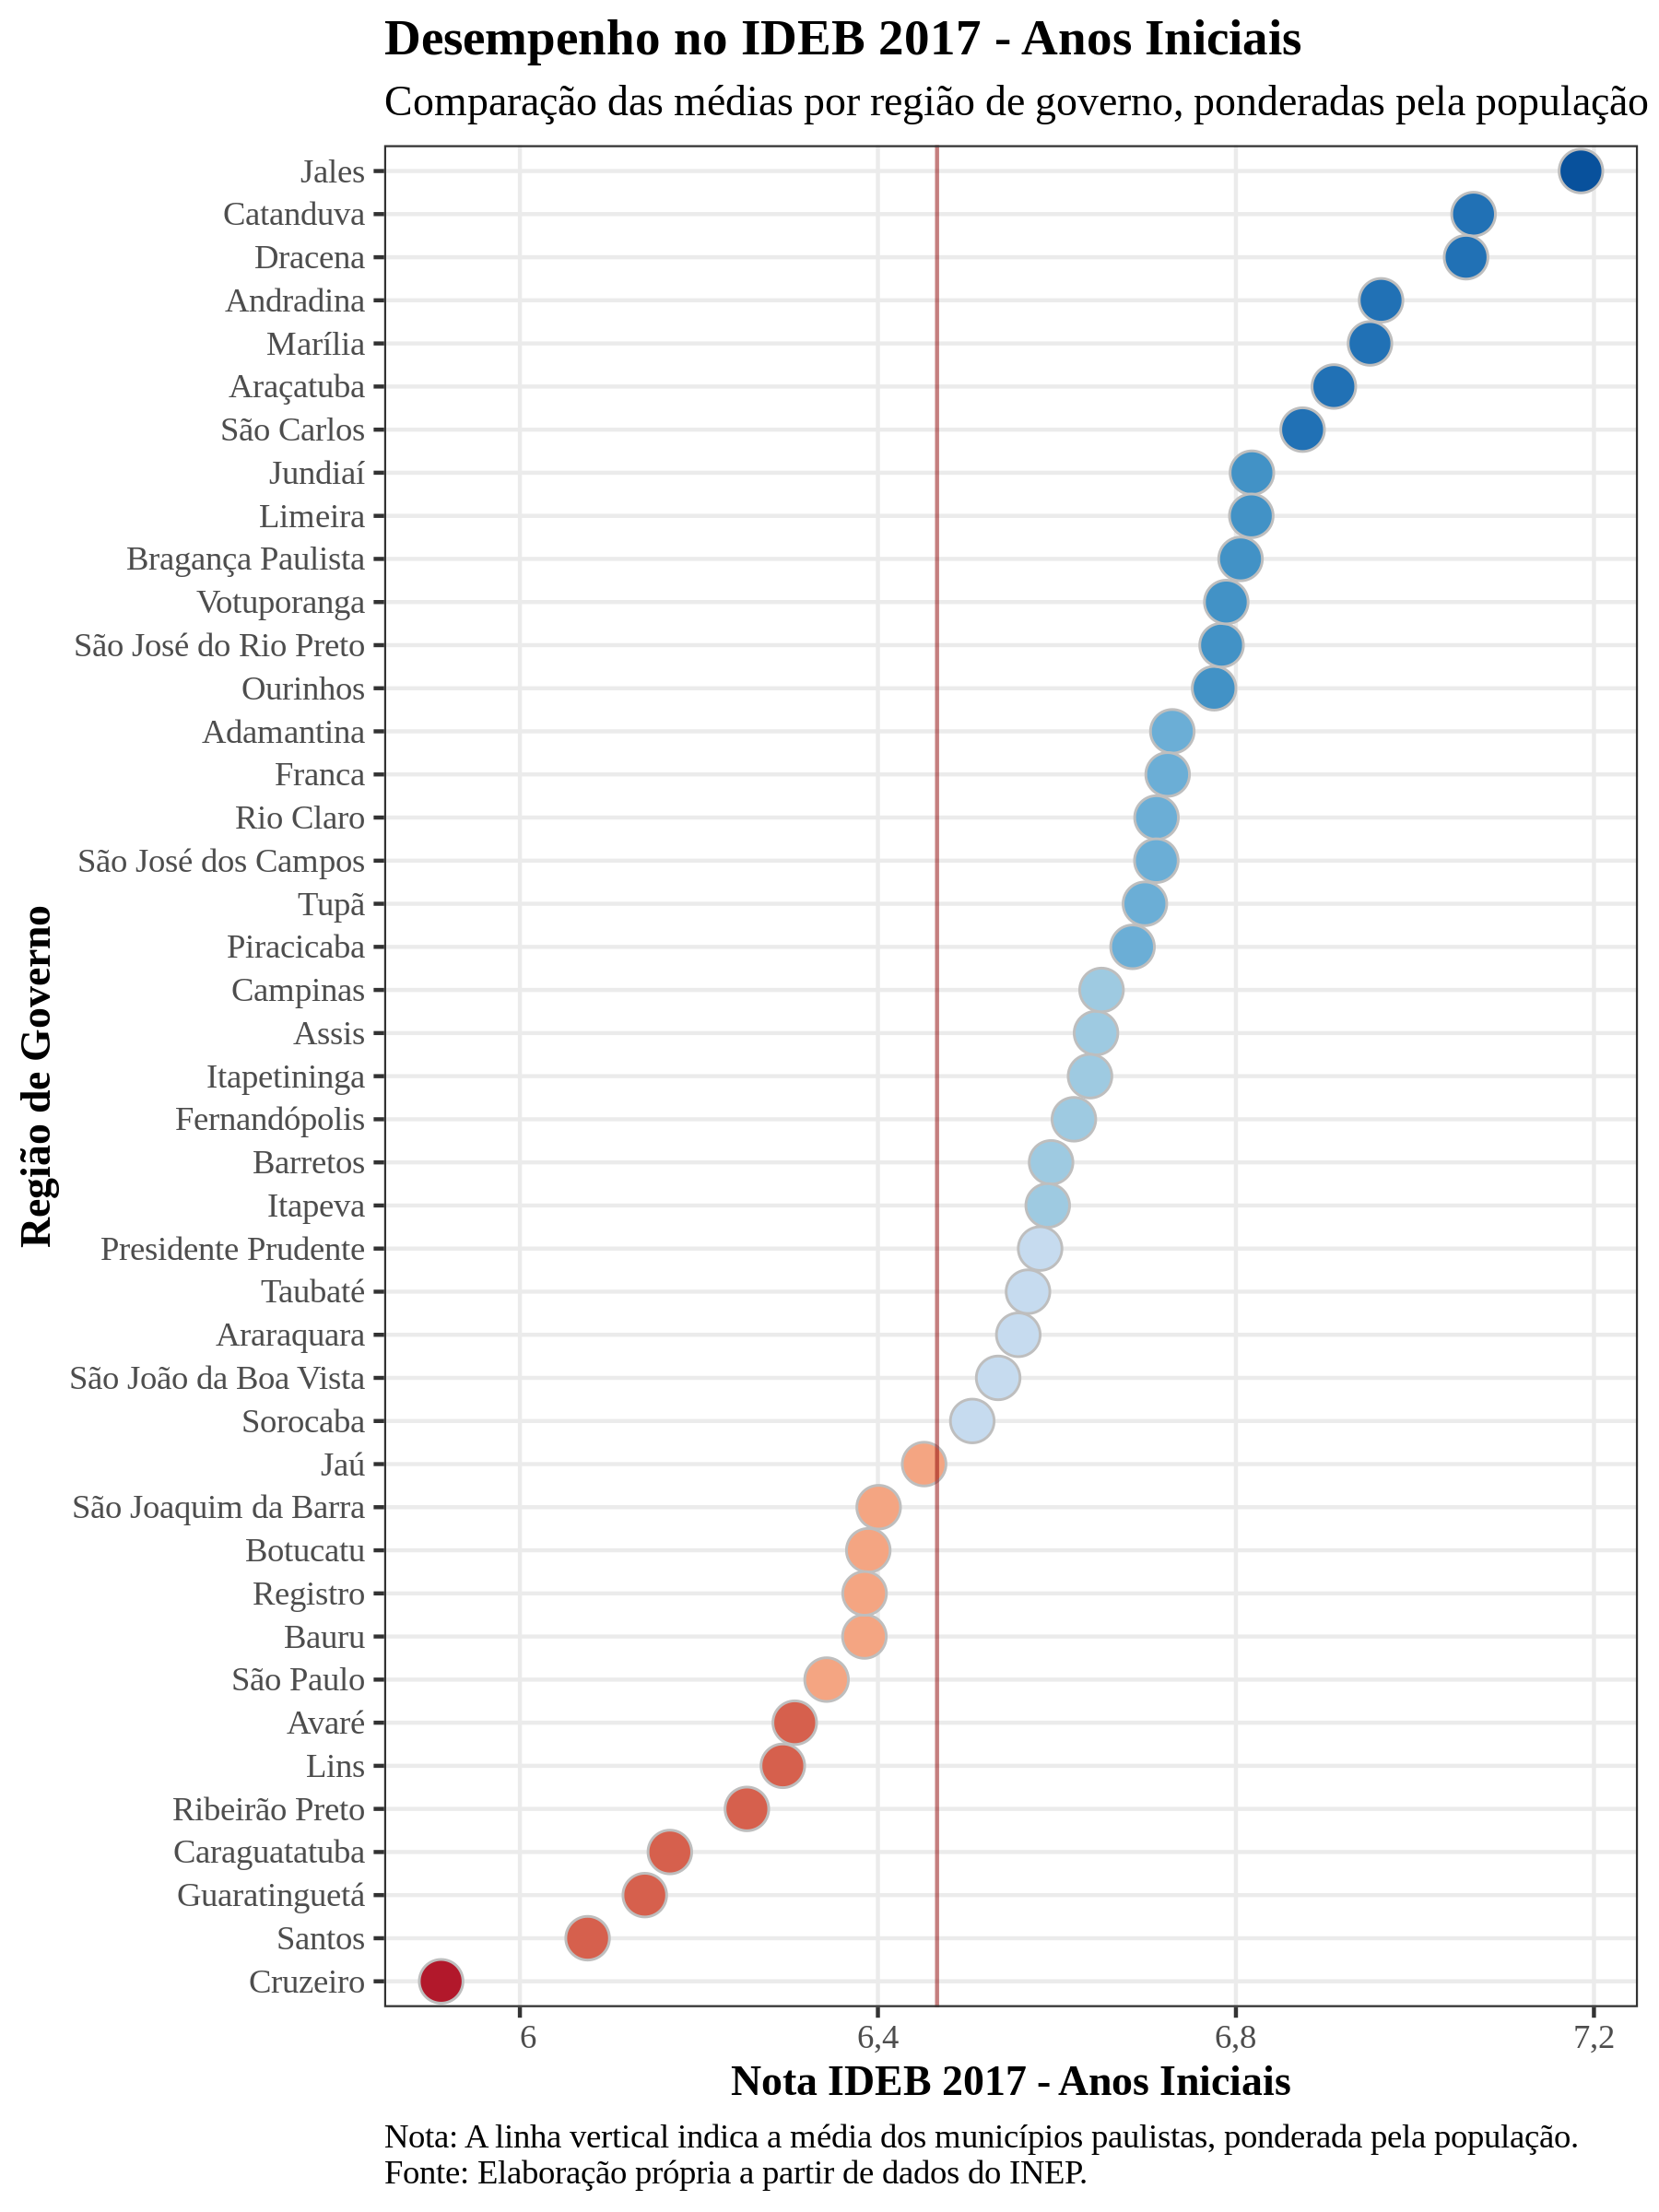 Desempenho no IDEB 2017 - Anos Iniciais
Comparação das médias por região de governo, ponderadas pela população
Região de Governo
Jales
Catanduva
Dracena
Andradina
Marília
Araçatuba
São Carlos
Jundiaí
Limeira
Bragança Paulista
Votuporanga
São José do Rio Preto
Ourinhos
Adamantina
Franca
Rio Claro
São José dos Campos
Tupã
Piracicaba
Campinas
Assis
Itapetininga
Fernandópolis
Barretos
Itapeva
Presidente Prudente
Taubaté
Araraquara
São João da Boa Vista
Sorocaba
Jaú
São Joaquim da Barra
Botucatu
Registro
Bauru
São Paulo
Avaré
Lins
Ribeirão Preto
Caraguatatuba
Guaratinguetá
Santos
Cruzeiro
6 6,4 6,8 7,2
Nota IDEB 2017 - Anos Iniciais
Nota: A linha vertical indica a média dos municípios paulistas, ponderada pela população.
Fonte: Elaboração própria a partir de dados do INEP.